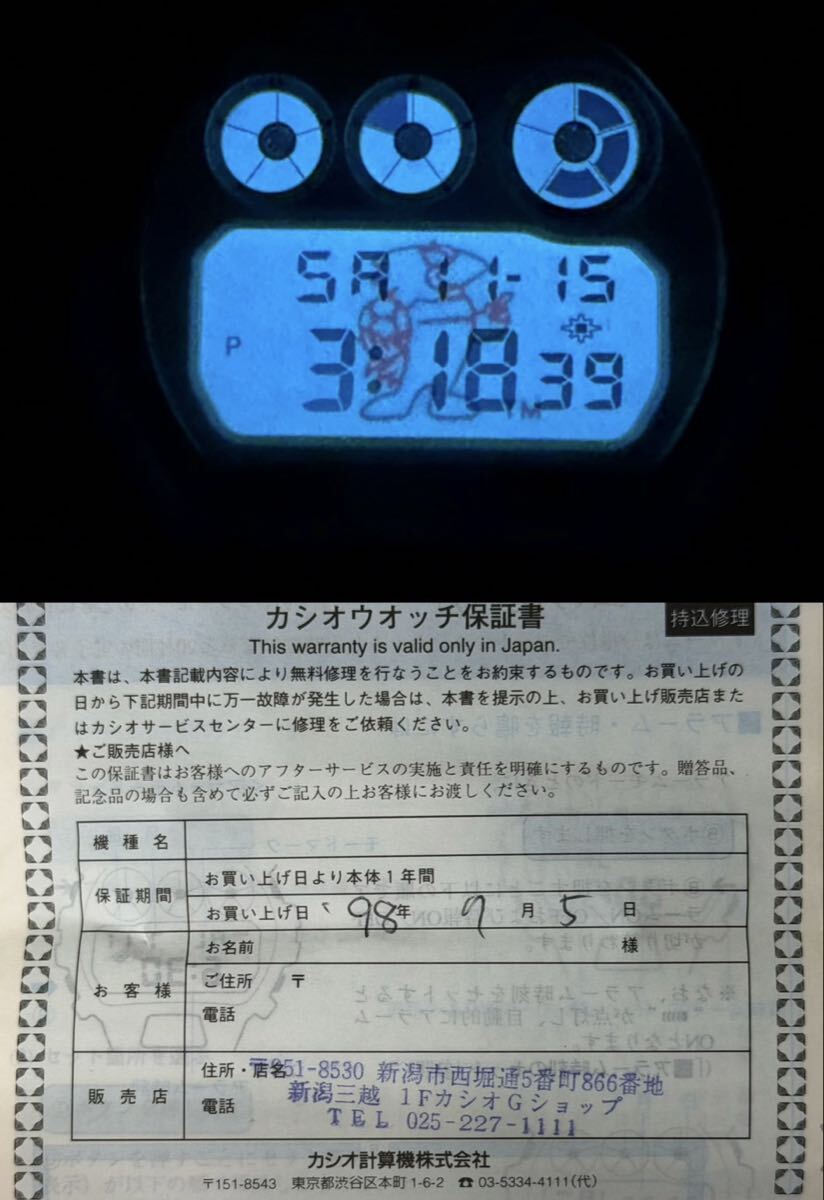 SA 11-15
P 3:18 39
M
カシオウオッチ保証書
持込修理
This warranty is valid only in Japan.
本書は、本書記載内容により無料修理を行なうことをお約束するものです。お買い上げの
日から下記期間中に万一故障が発生した場合は、本書を提示の上、お買い上げ販売店また
はカシオサービスセンターに修理をご依頼ください。
★ご販売店様へ
この保証書はお客様へのアフターサービスの実施と責任を明確にするものです。贈答品、
記念品の場合も含めて必ずご記入の上お客様にお渡しください。
機種名
保証期間
お買い上げ日より本体1年間
お買い上げ日 '98年 9月 5日
お客様
お名前 様
ご住所 〒
電話
販売店
住所・店名 〒951-8530 新潟市西堀通5番町866番地
新潟三越 1FカシオGショップ
電話 TEL 025-227-1111
カシオ計算機株式会社
〒151-8543 東京都渋谷区本町1-6-2 ☎03-5334-4111(代)